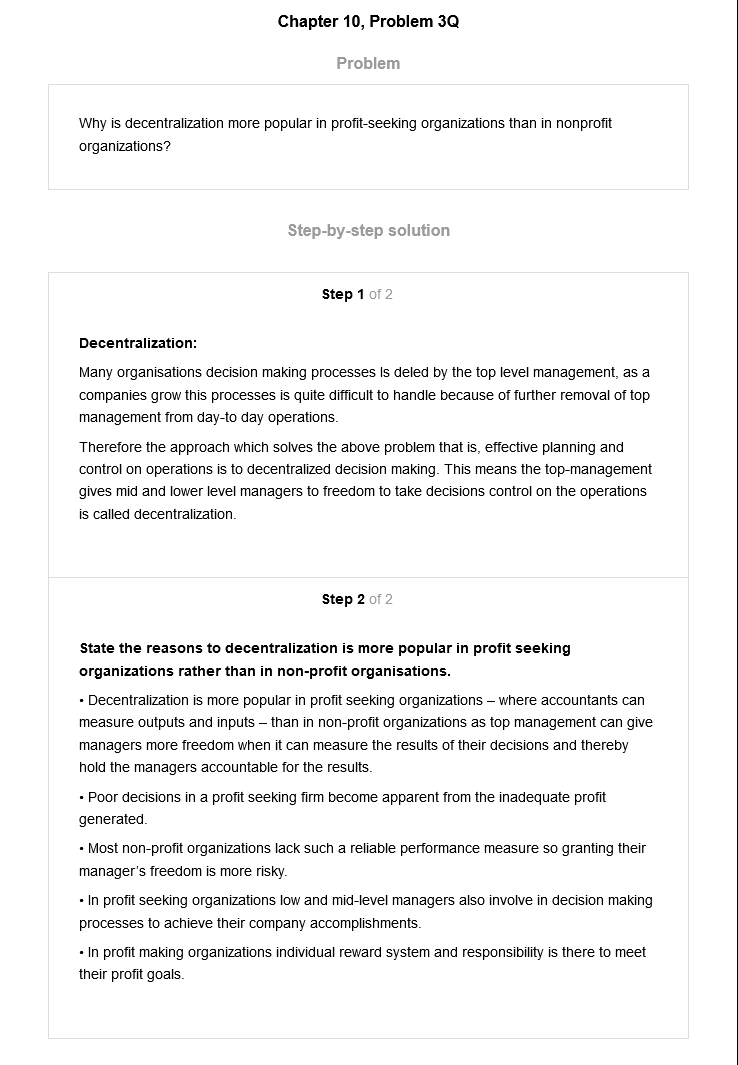 Chapter 10, Problem 3Q
Problem
Why is decentralization more popular in profit-seeking organizations than in nonprofit
organizations?
Step-by-step solution
Step 1 of 2
Decentralization:
Many organisations decision making processes Is deled by the top level management, as a
companies grow this processes is quite difficult to handle because of further removal of top
management from day-to day operations.
Therefore the approach which solves the above problem that is, effective planning and
control on operations is to decentralized decision making. This means the top-management
gives mid and lower level managers to freedom to take decisions control on the operations
is called decentralization.
Step 2 of 2
State the reasons to decentralization is more popular in profit seeking
organizations rather than in non-profit organisations.
• Decentralization is more popular in profit seeking organizations – where accountants can
measure outputs and inputs – than in non-profit organizations as top management can give
managers more freedom when it can measure the results of their decisions and thereby
hold the managers accountable for the results.
• Poor decisions in a profit seeking firm become apparent from the inadequate profit
generated.
• Most non-profit organizations lack such a reliable performance measure so granting their
manager’s freedom is more risky.
• In profit seeking organizations low and mid-level managers also involve in decision making
processes to achieve their company accomplishments.
• In profit making organizations individual reward system and responsibility is there to meet
their profit goals.